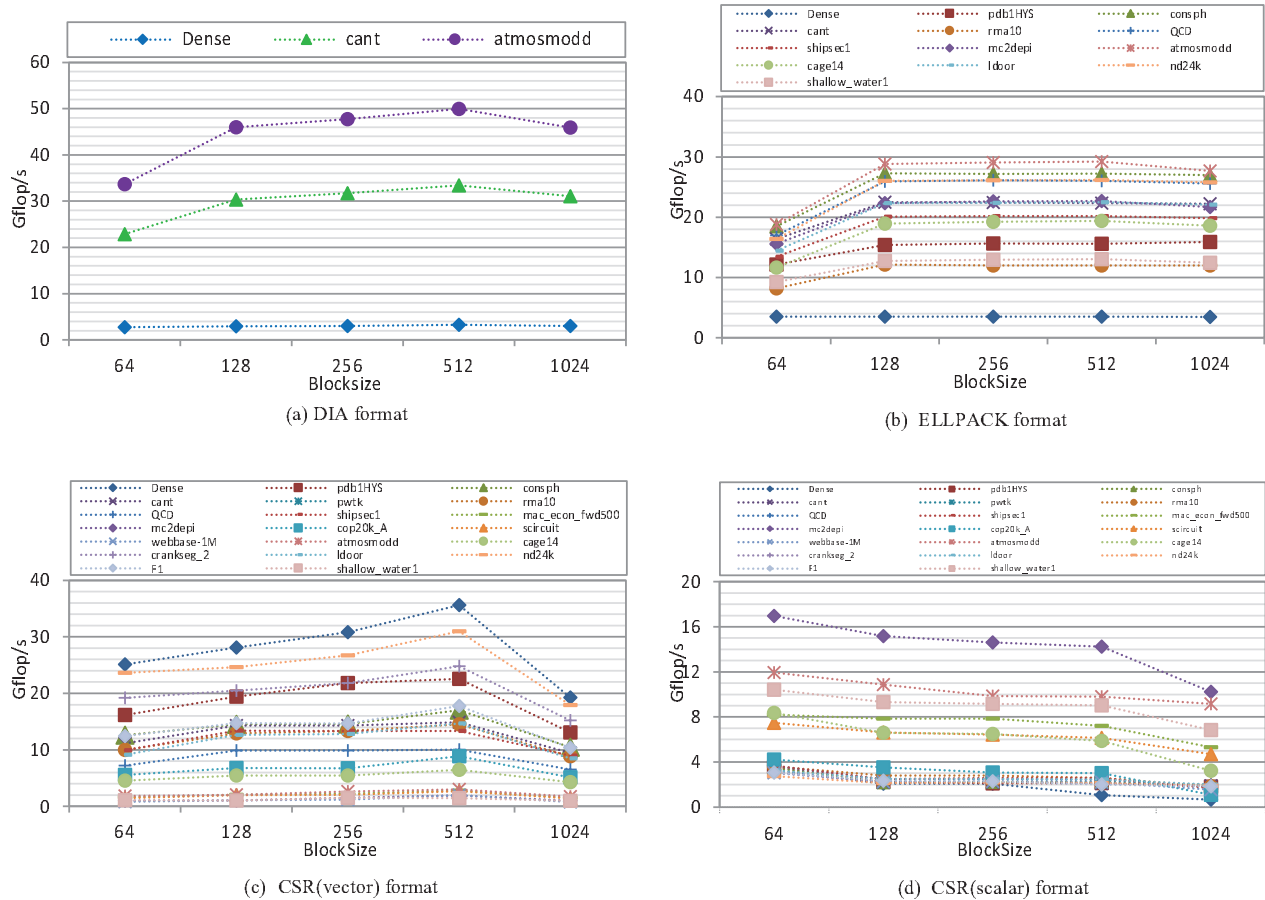 Dense cant atmosmodd
60
50
40
30
20
10
0
Gflop/s
64 128 256 512 1024
Blocksize
(a) DIA format
Dense pdb1HYS consph
cant rma10 QCD
shipsec1 mc2depi atmosmodd
cage14 ldoor nd24k
shallow_water1
40
30
20
10
0
Gflop/s
64 128 256 512 1024
BlockSize
(b) ELLPACK format
Dense pdb1HYS consph
cant pwtk rma10
QCD shipsec1 mac_econ_fwd500
mc2depi cop20k_A scircuit
webbase-1M atmosmodd cage14
crankseg_2 ldoor nd24k
F1 shallow_water1
40
30
20
10
0
Gflop/s
64 128 256 512 1024
BlockSize
(c) CSR(vector) format
Dense pdb1HYS consph
cant pwtk rma10
QCD shipsec1 mac_econ_fwd500
mc2depi cop20k_A scircuit
webbase-1M atmosmodd cage14
crankseg_2 ldoor nd24k
F1 shallow_water1
20
16
12
8
4
0
Gflop/s
64 128 256 512 1024
BlockSize
(d) CSR(scalar) format